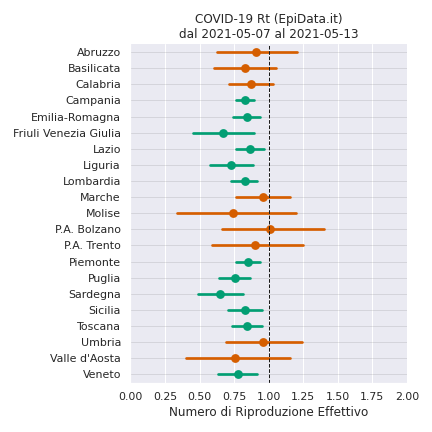 COVID-19 Rt (EpiData.it)
dal 2021-05-07 al 2021-05-13
Abruzzo
Basilicata
Calabria
Campania
Emilia-Romagna
Friuli Venezia Giulia
Lazio
Liguria
Lombardia
Marche
Molise
P.A. Bolzano
P.A. Trento
Piemonte
Puglia
Sardegna
Sicilia
Toscana
Umbria
Valle d'Aosta
Veneto
0.00 0.25 0.50 0.75 1.00 1.25 1.50 1.75 2.00
Numero di Riproduzione Effettivo